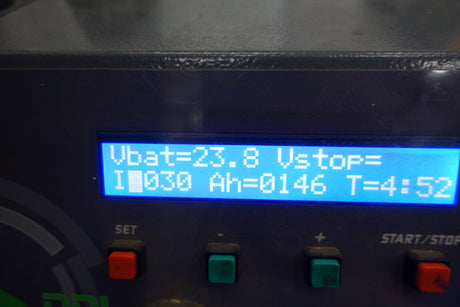 Vbat=23.8 Vstop=
I█030 Ah=0146 T=4:52
SET - + START/STOP